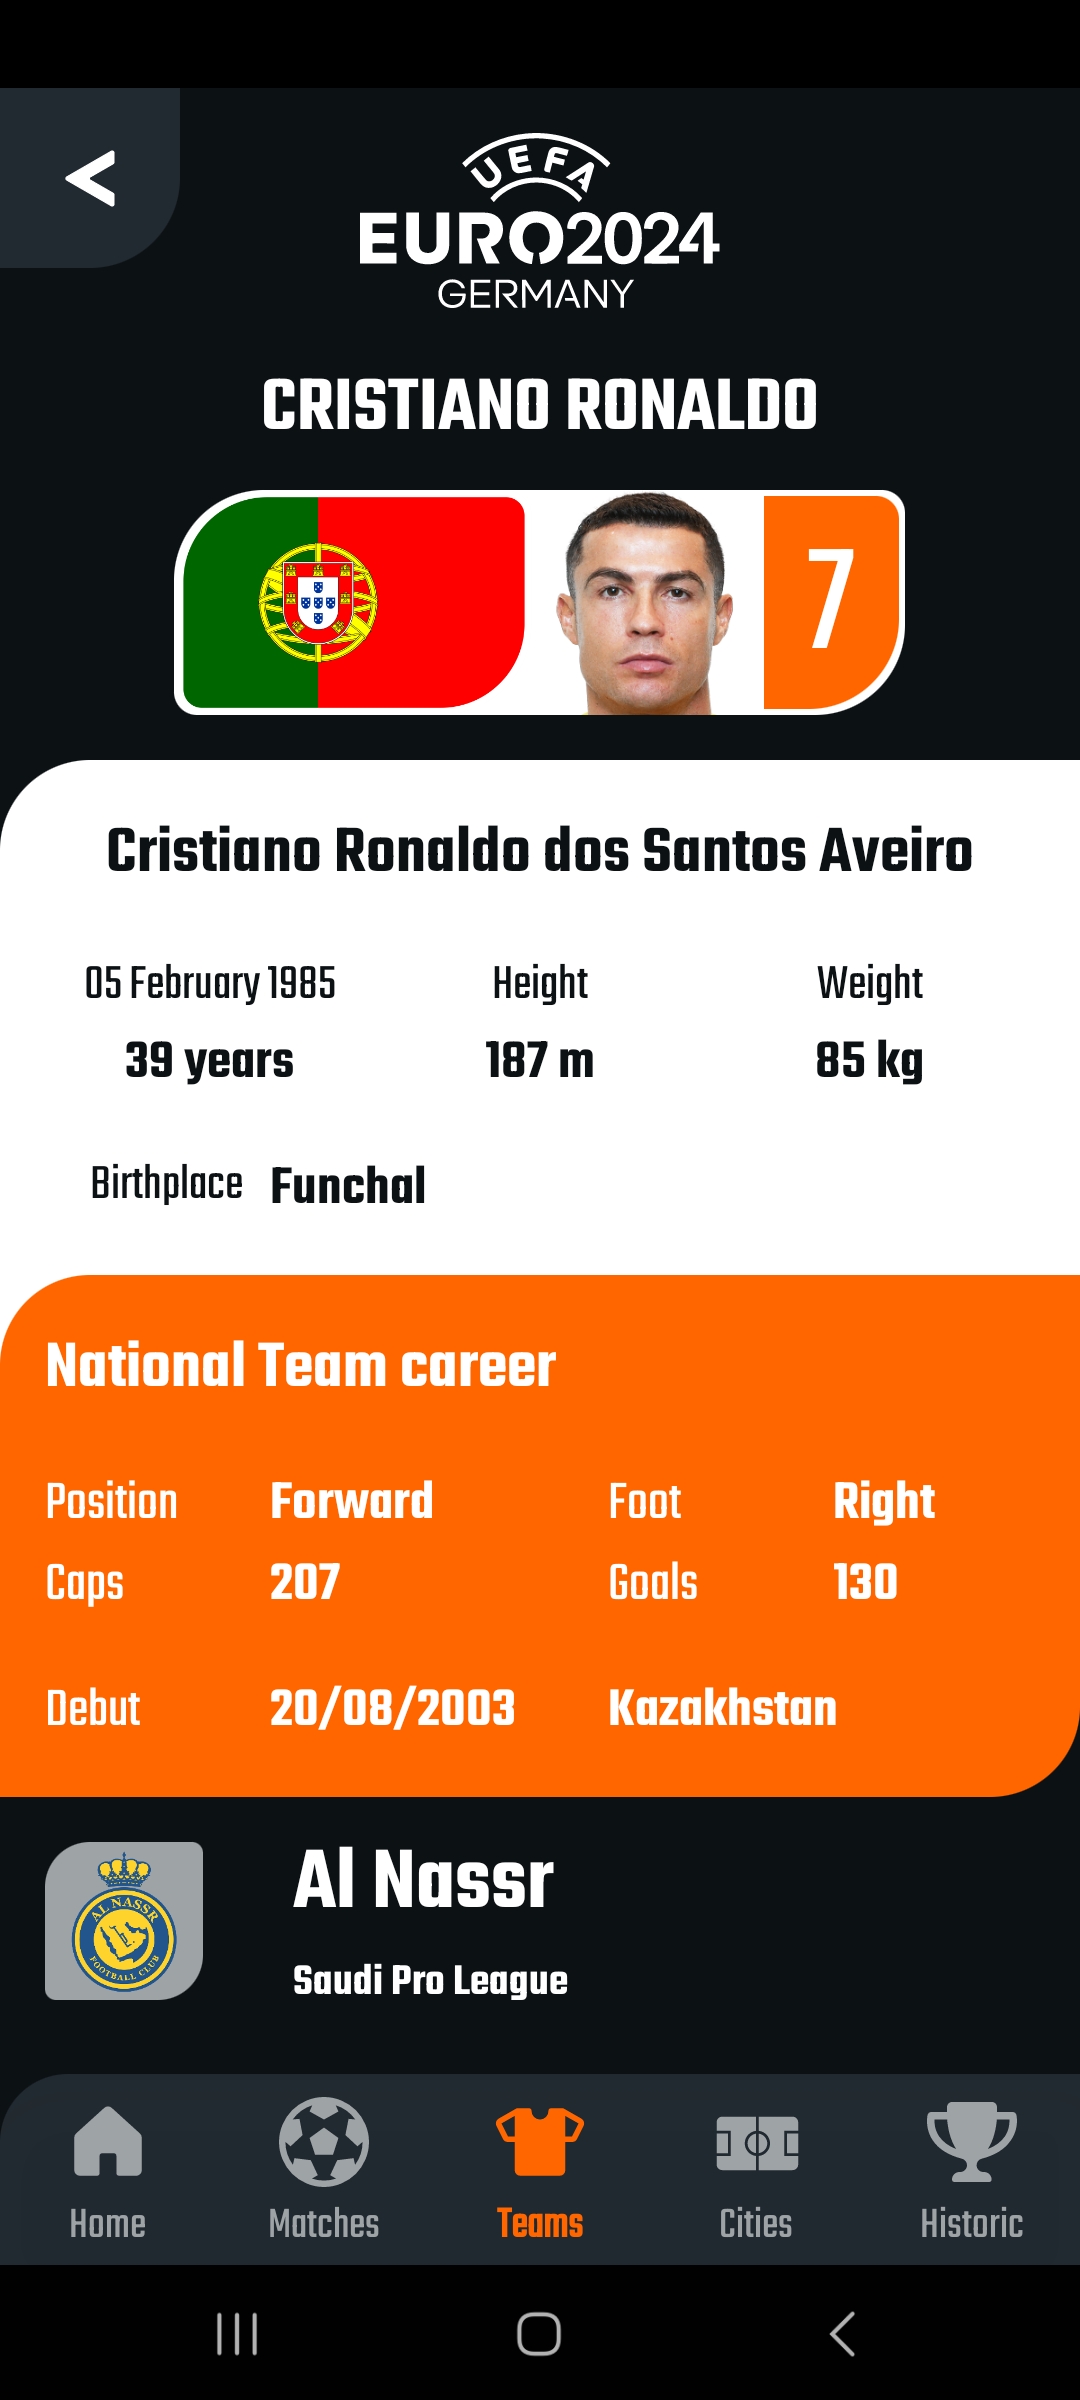 <
UEFA
EURO2024
GERMANY
CRISTIANO RONALDO
7
Cristiano Ronaldo dos Santos Aveiro
05 February 1985 Height Weight
39 years 187 m 85 kg
Birthplace Funchal
National Team career
Position Forward Foot Right
Caps 207 Goals 130
Debut 20/08/2003 Kazakhstan
AL NASSR
FOOTBALL CLUB
Al Nassr
Saudi Pro League
Home Matches Teams Cities Historic